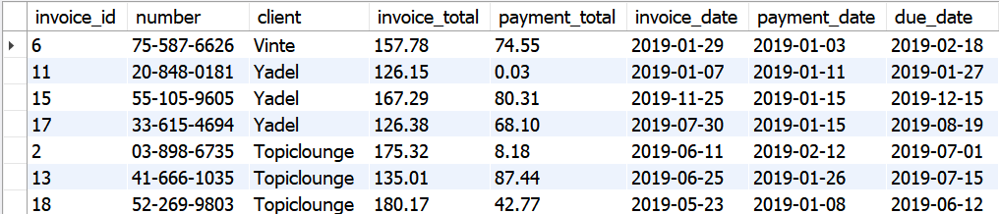 invoice_id number client invoice_total payment_total invoice_date payment_date due_date
6 75-587-6626 Vinte 157.78 74.55 2019-01-29 2019-01-03 2019-02-18
11 20-848-0181 Yadel 126.15 0.03 2019-01-07 2019-01-11 2019-01-27
15 55-105-9605 Yadel 167.29 80.31 2019-11-25 2019-01-15 2019-12-15
17 33-615-4694 Yadel 126.38 68.10 2019-07-30 2019-01-15 2019-08-19
2 03-898-6735 Topiclounge 175.32 8.18 2019-06-11 2019-02-12 2019-07-01
13 41-666-1035 Topiclounge 135.01 87.44 2019-06-25 2019-01-26 2019-07-15
18 52-269-9803 Topiclounge 180.17 42.77 2019-05-23 2019-01-08 2019-06-12